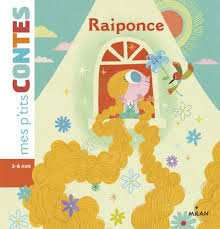 Raiponce
mes p'tits CONTES
3-6 ANS
MILAN